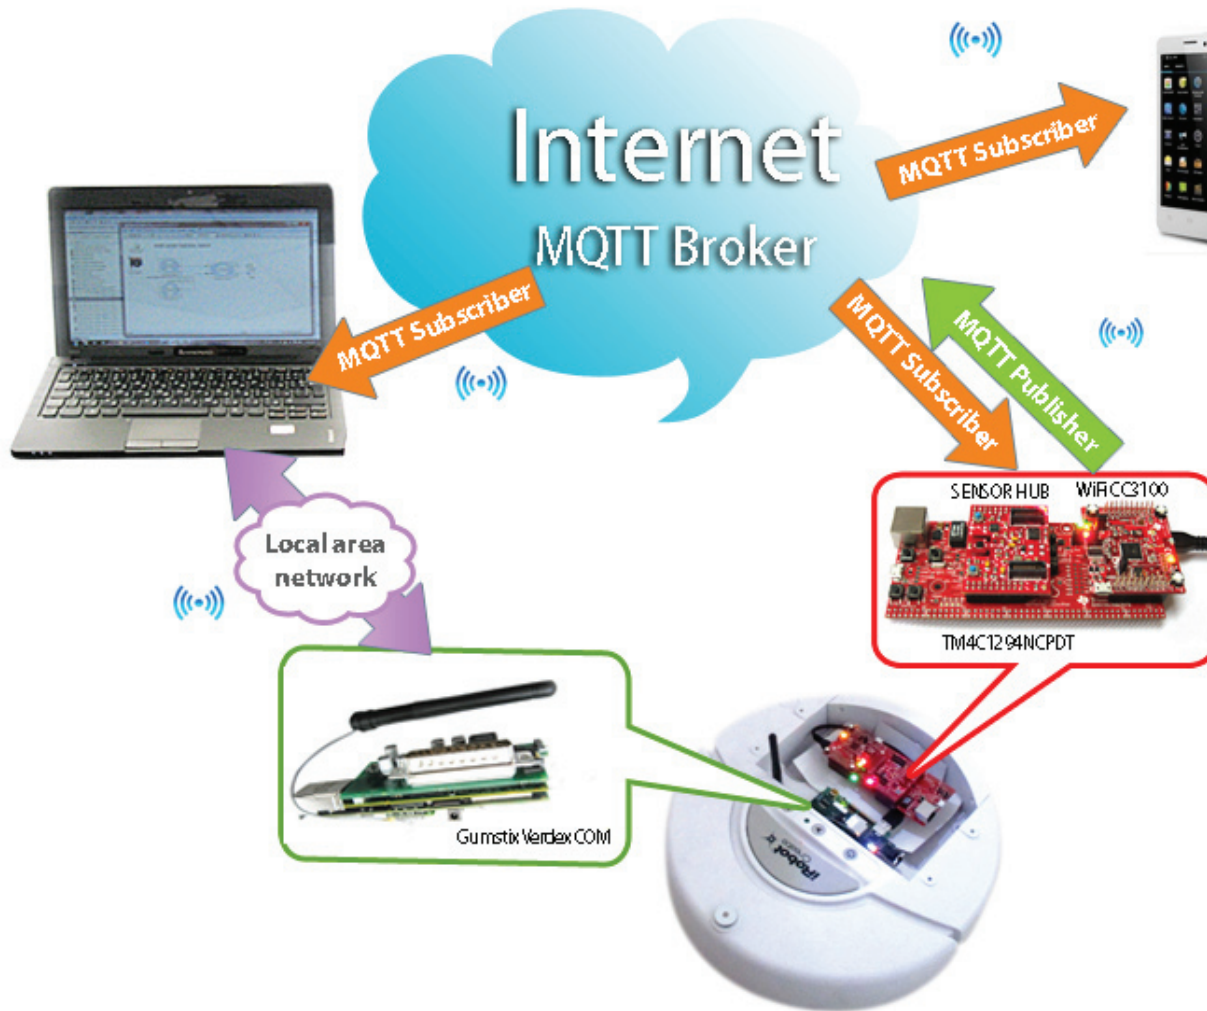 Internet
MQTT Broker
MQTT Subscriber
MQTT Subscriber
MQTT Subscriber
MQTT Publisher
SENSOR HUB
WiFi CC3100
TM4C1294NCPDT
Local area
network
Gumstix Verdex COM
iRobot
Create